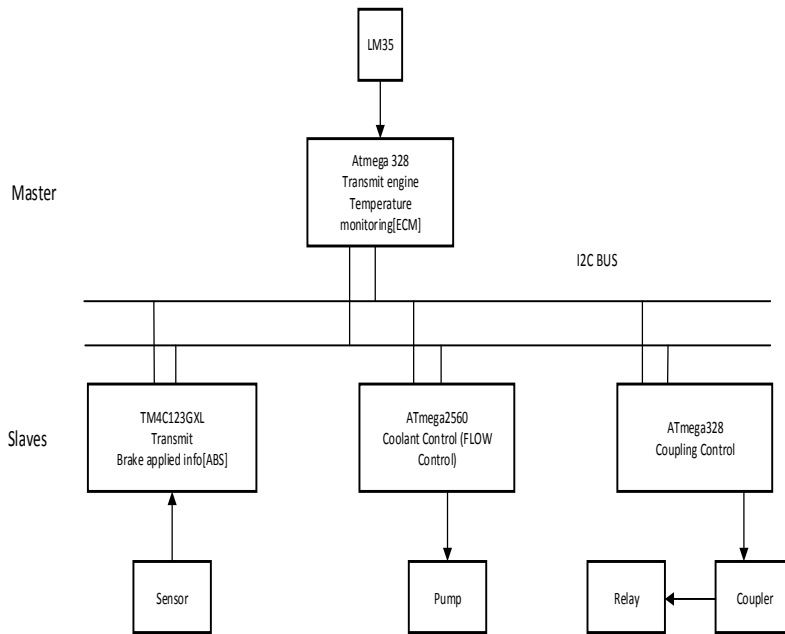 LM35
Atmega 328
Transmit engine
Temperature
monitoring[ECM]
Master
I2C BUS
Slaves
TM4C123GXL
Transmit
Brake applied info[ABS]
ATmega2560
Coolant Control (FLOW
Control)
ATmega328
Coupling Control
Sensor
Pump
Relay
Coupler